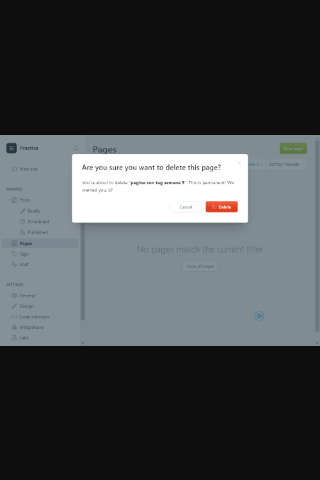 Practica
Pages
New page
Sort by: Newest
View site
Posts
Drafts
Scheduled
Published
Pages
Tags
Staff
SETTINGS
General
Design
Code injection
Integrations
Labs
Are you sure you want to delete this page?
You're about to delete "pagina con tag semana 9". This is permanent! We
warned you, k?
Cancel
Delete
No pages match the current filter
Show all pages